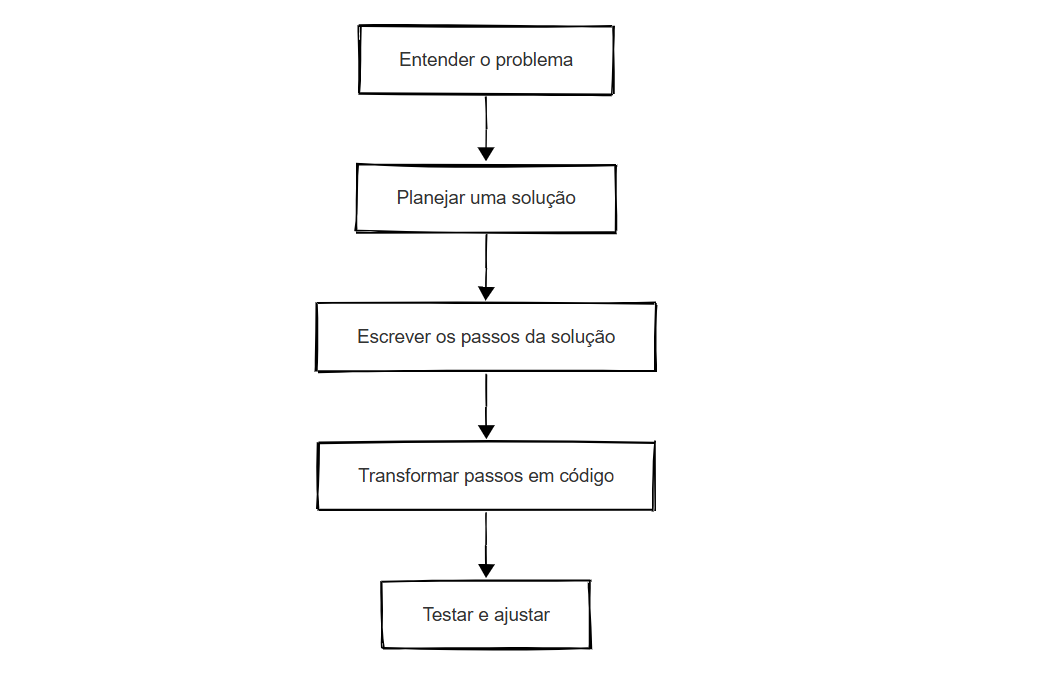 Entender o problema
Planejar uma solução
Escrever os passos da solução
Transformar passos em código
Testar e ajustar